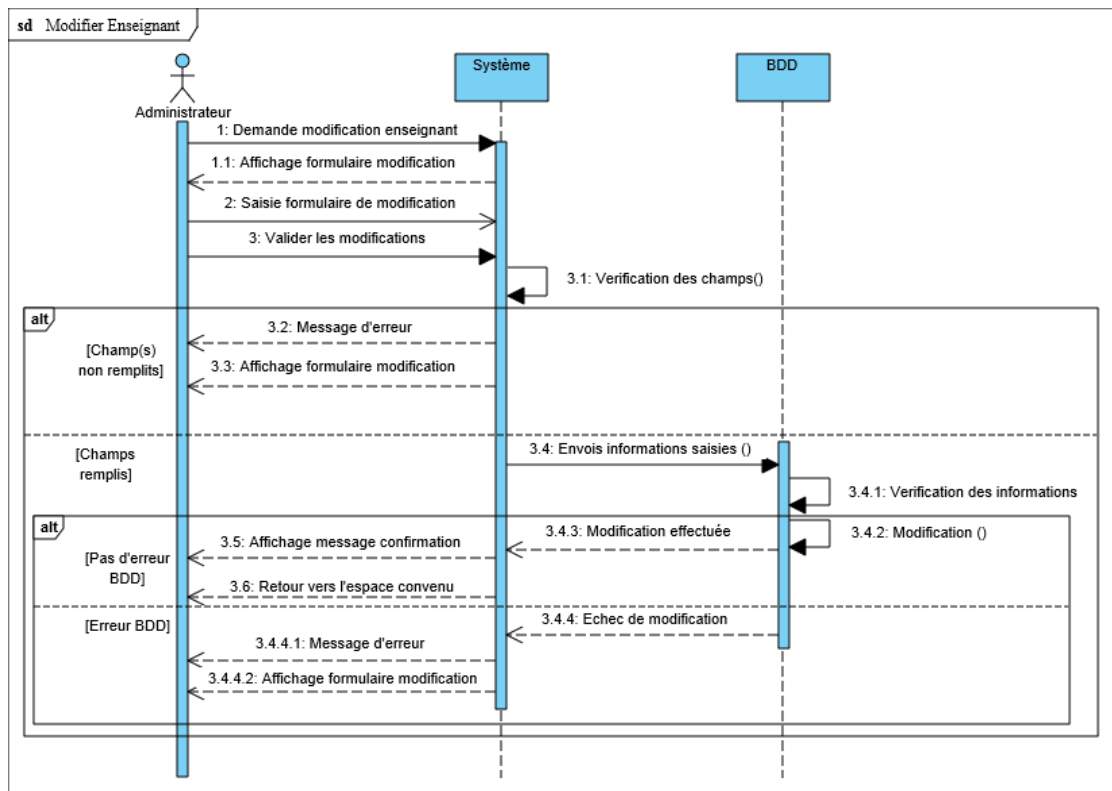 sd Modifier Enseignant
Système
BDD
Administrateur
1: Demande modification enseignant
1.1: Affichage formulaire modification
2: Saisie formulaire de modification
3: Valider les modifications
3.1: Verification des champs()
alt
3.2: Message d'erreur
[Champ(s)
non remplits]
3.3: Affichage formulaire modification
[Champs
remplis]
3.4: Envois informations saisies ()
3.4.1: Verification des informations
alt
3.4.2: Modification ()
3.4.3: Modification effectuée
3.5: Affichage message confirmation
[Pas d'erreur
BDD]
3.6: Retour vers l'espace convenu
[Erreur BDD]
3.4.4: Echec de modification
3.4.4.1: Message d'erreur
3.4.4.2: Affichage formulaire modification